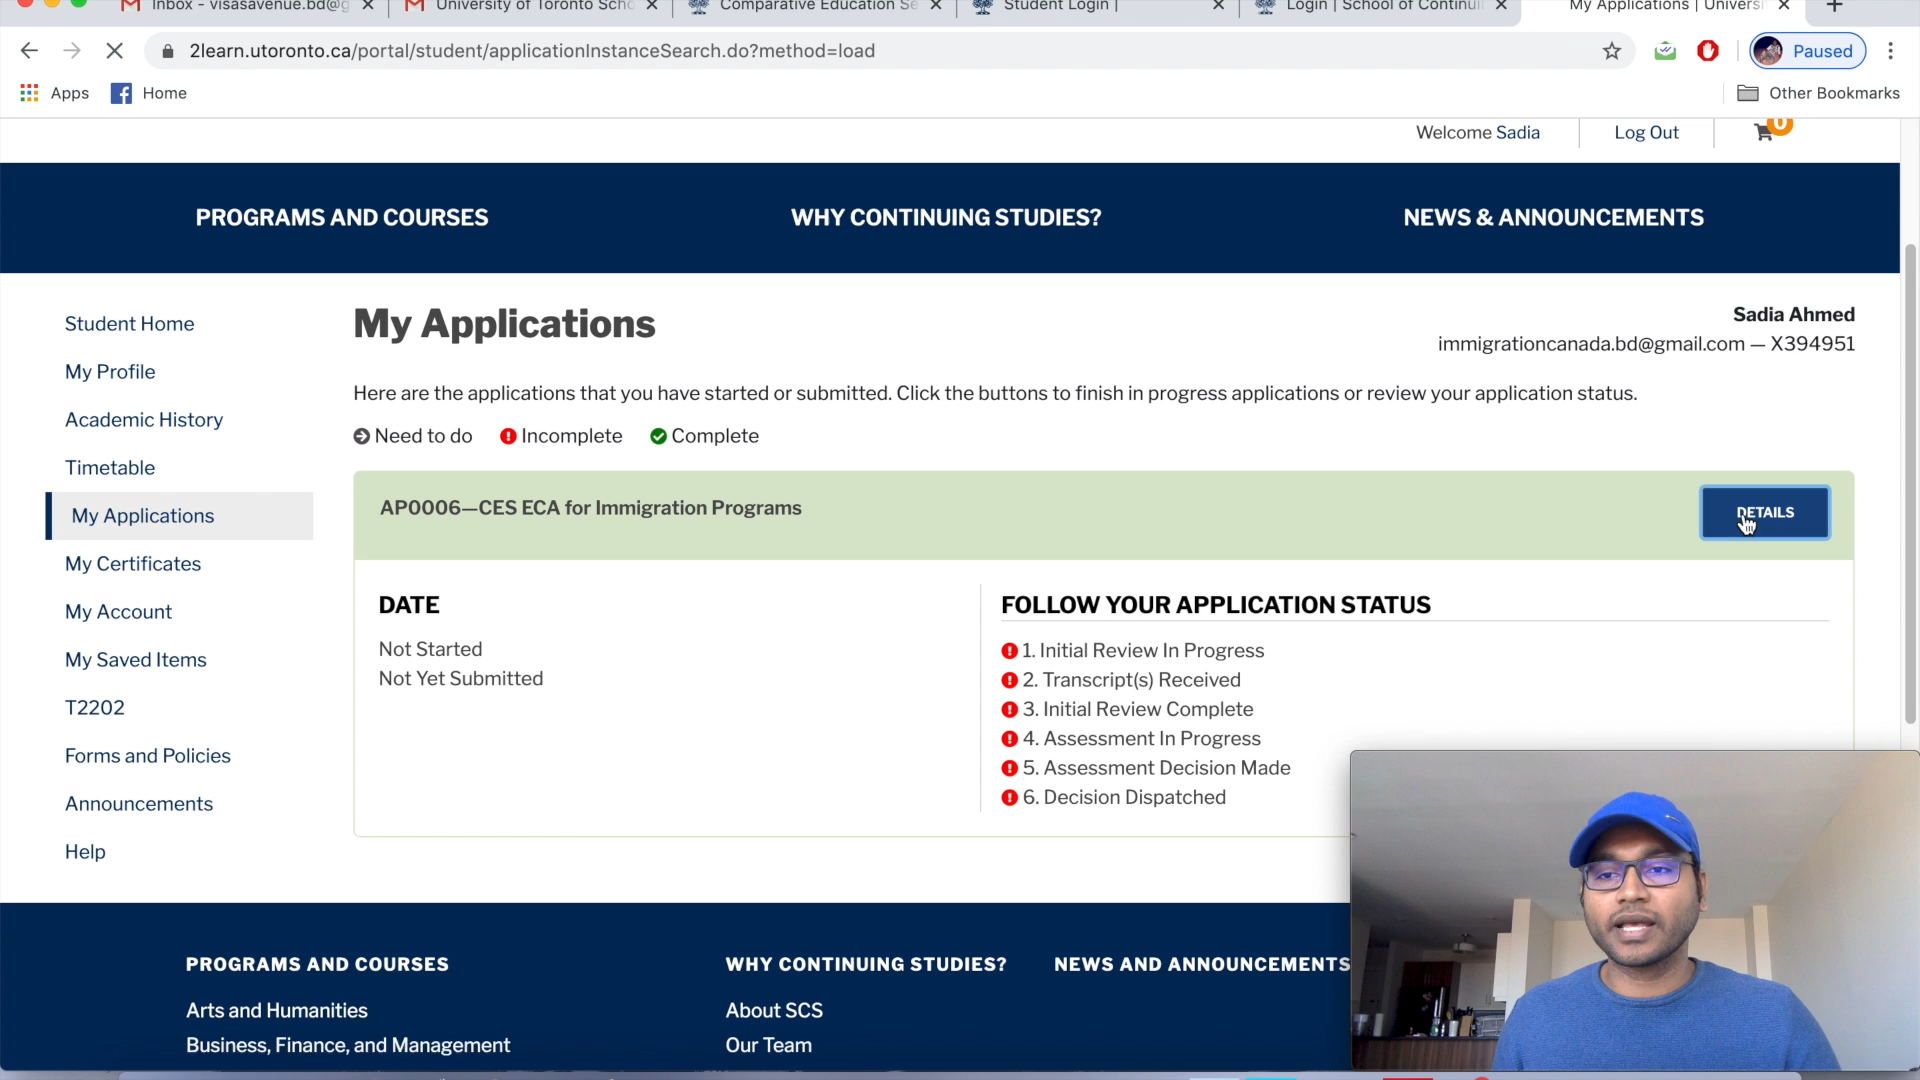 Inbox - visasavenue.bd@g
University of Toronto Scho
Comparative Education Se
Student Login |
Login | School of Continui
My Applications | Universi
2learn.utoronto.ca/portal/student/applicationInstanceSearch.do?method=load
Paused
Apps
Home
Other Bookmarks
Welcome Sadia
Log Out
0
PROGRAMS AND COURSES
WHY CONTINUING STUDIES?
NEWS & ANNOUNCEMENTS
Student Home
My Profile
Academic History
Timetable
My Applications
My Certificates
My Account
My Saved Items
T2202
Forms and Policies
Announcements
Help
My Applications
Sadia Ahmed
immigrationcanada.bd@gmail.com — X394951
Here are the applications that you have started or submitted. Click the buttons to finish in progress applications or review your application status.
Need to do
Incomplete
Complete
AP0006—CES ECA for Immigration Programs
DETAILS
DATE
Not Started
Not Yet Submitted
FOLLOW YOUR APPLICATION STATUS
1. Initial Review In Progress
2. Transcript(s) Received
3. Initial Review Complete
4. Assessment In Progress
5. Assessment Decision Made
6. Decision Dispatched
PROGRAMS AND COURSES
Arts and Humanities
Business, Finance, and Management
WHY CONTINUING STUDIES?
About SCS
Our Team
NEWS AND ANNOUNCEMENTS